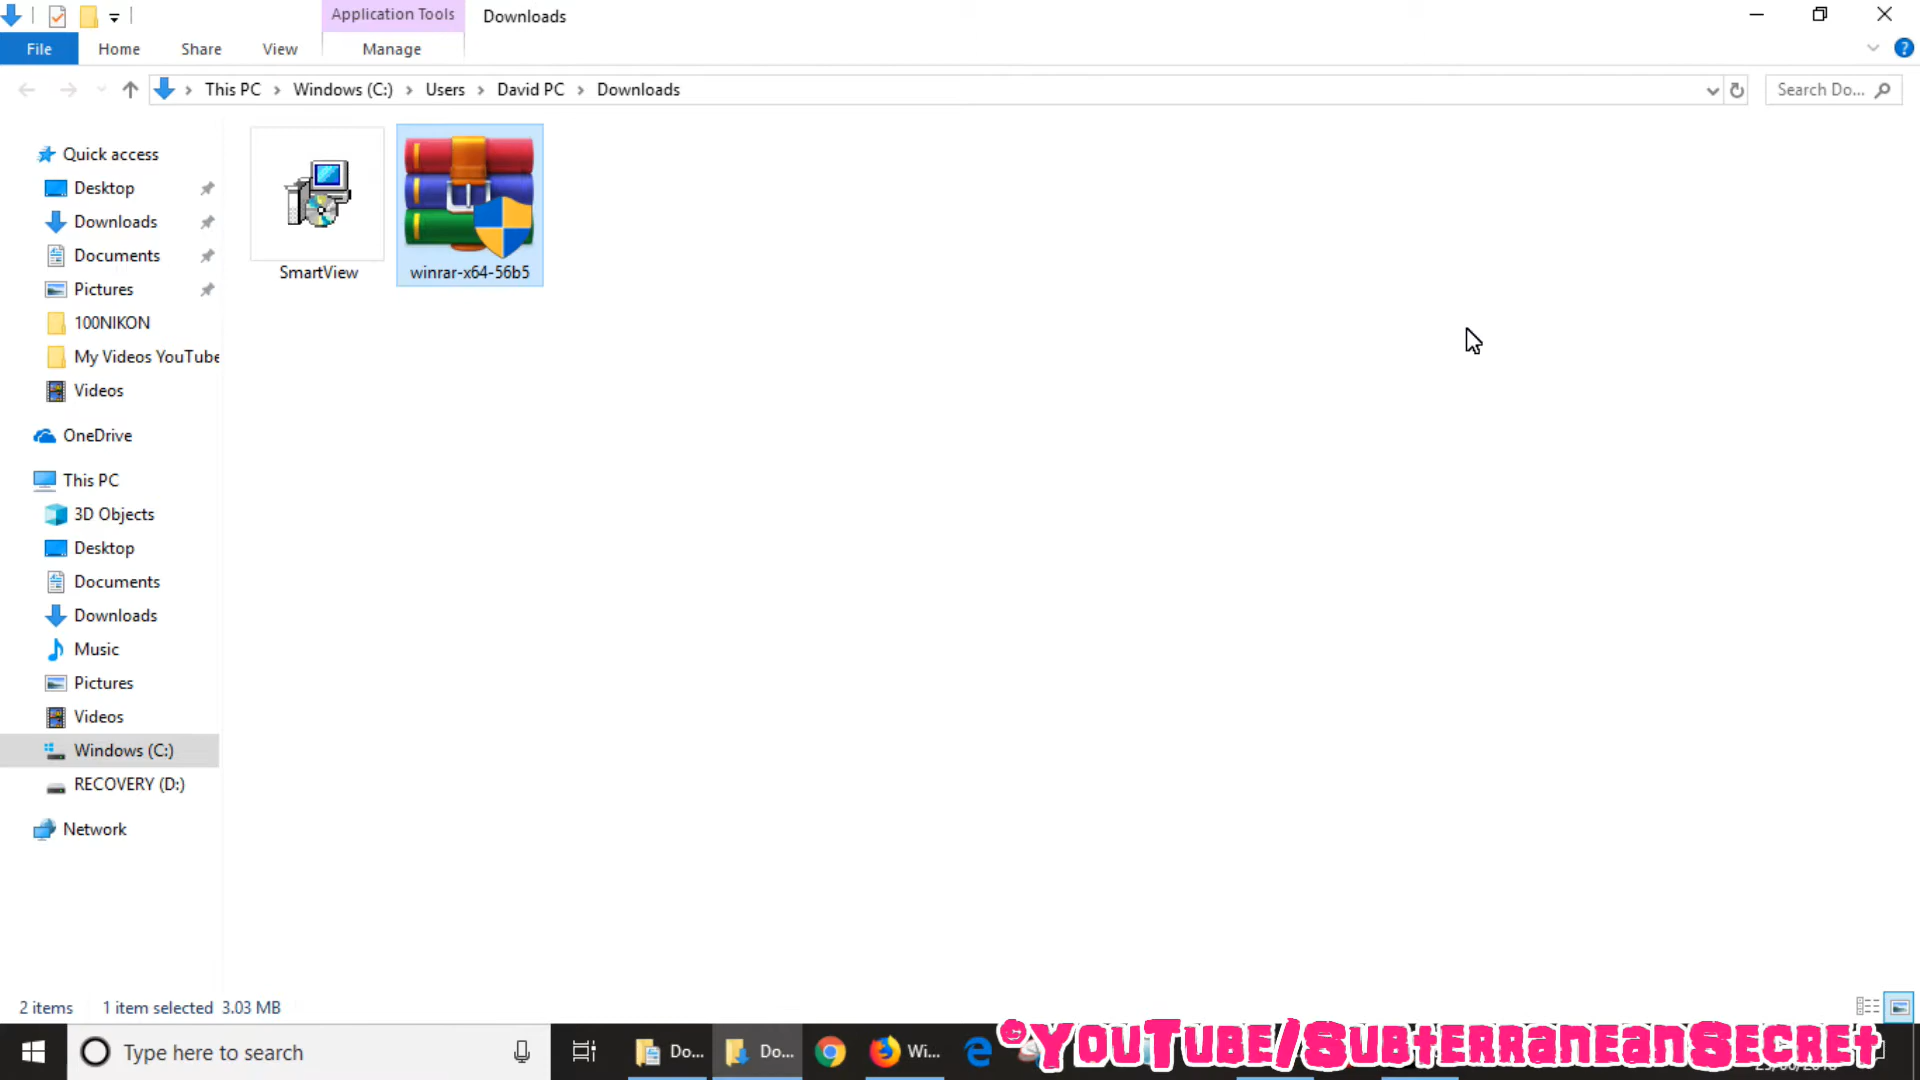 Application Tools
Downloads
File
Home
Share
View
Manage
This PC
Windows (C:)
Users
David PC
Downloads
Search Do...
Quick access
Desktop
Downloads
Documents
Pictures
100NIKON
My Videos YouTube
Videos
OneDrive
This PC
3D Objects
Desktop
Documents
Downloads
Music
Pictures
Videos
Windows (C:)
RECOVERY (D:)
Network
SmartView
winrar-x64-56b5
2 items
1 item selected 3.03 MB
Type here to search
Do...
Do...
Wi...
©YouTube/SubterraneanSecret